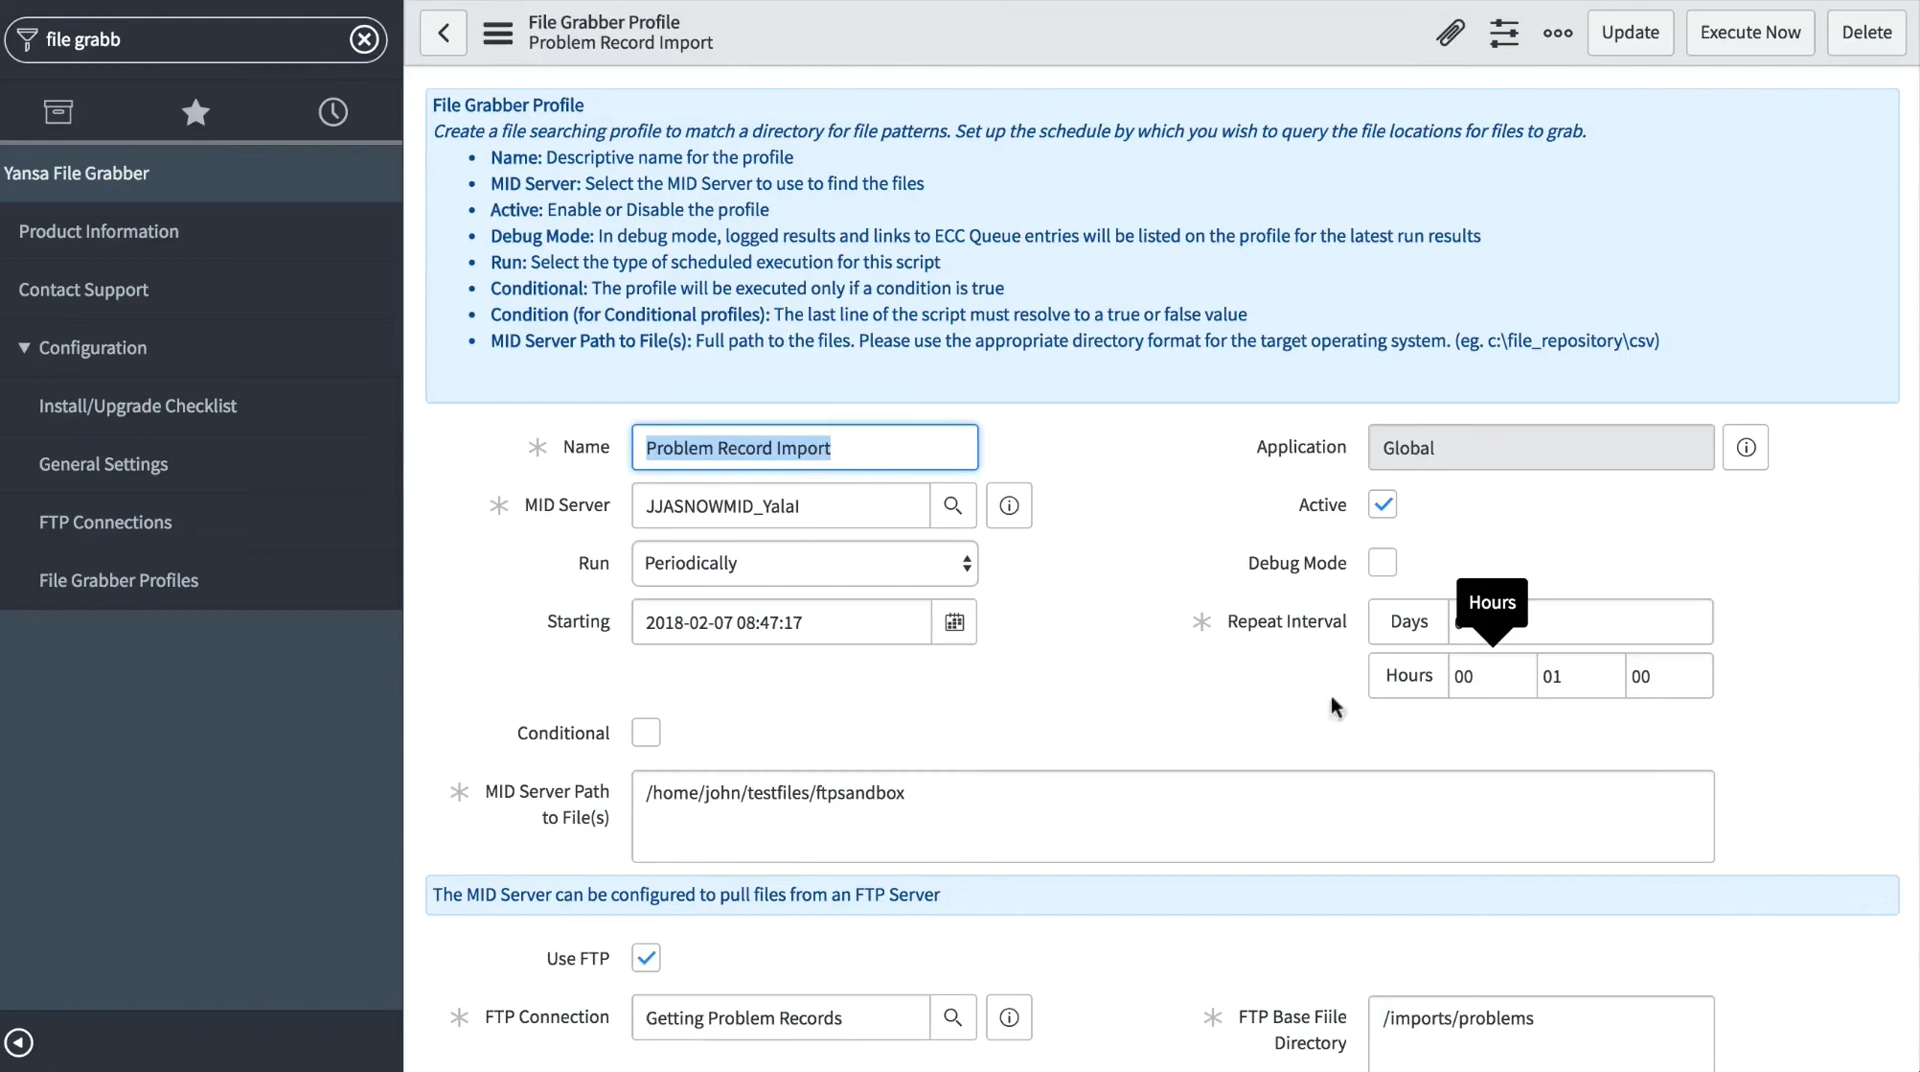 file grabb
File Grabber Profile
Problem Record Import
Update
Execute Now
Delete
Yansa File Grabber
Product Information
Contact Support
Configuration
Install/Upgrade Checklist
General Settings
FTP Connections
File Grabber Profiles
File Grabber Profile
Create a file searching profile to match a directory for file patterns. Set up the schedule by which you wish to query the file locations for files to grab.
• Name: Descriptive name for the profile
• MID Server: Select the MID Server to use to find the files
• Active: Enable or Disable the profile
• Debug Mode: In debug mode, logged results and links to ECC Queue entries will be listed on the profile for the latest run results
• Run: Select the type of scheduled execution for this script
• Conditional: The profile will be executed only if a condition is true
• Condition (for Conditional profiles): The last line of the script must resolve to a true or false value
• MID Server Path to File(s): Full path to the files. Please use the appropriate directory format for the target operating system. (eg. c:\file_repository\csv)
Name Problem Record Import
Application Global
MID Server JJASNOWMID_YalaI
Active
Run Periodically
Debug Mode
Hours
Starting 2018-02-07 08:47:17
Repeat Interval Days
Hours 00 01 00
Conditional
MID Server Path
to File(s)
/home/john/testfiles/ftpsandbox
The MID Server can be configured to pull files from an FTP Server
Use FTP
FTP Connection Getting Problem Records
FTP Base Fiile
Directory
/imports/problems